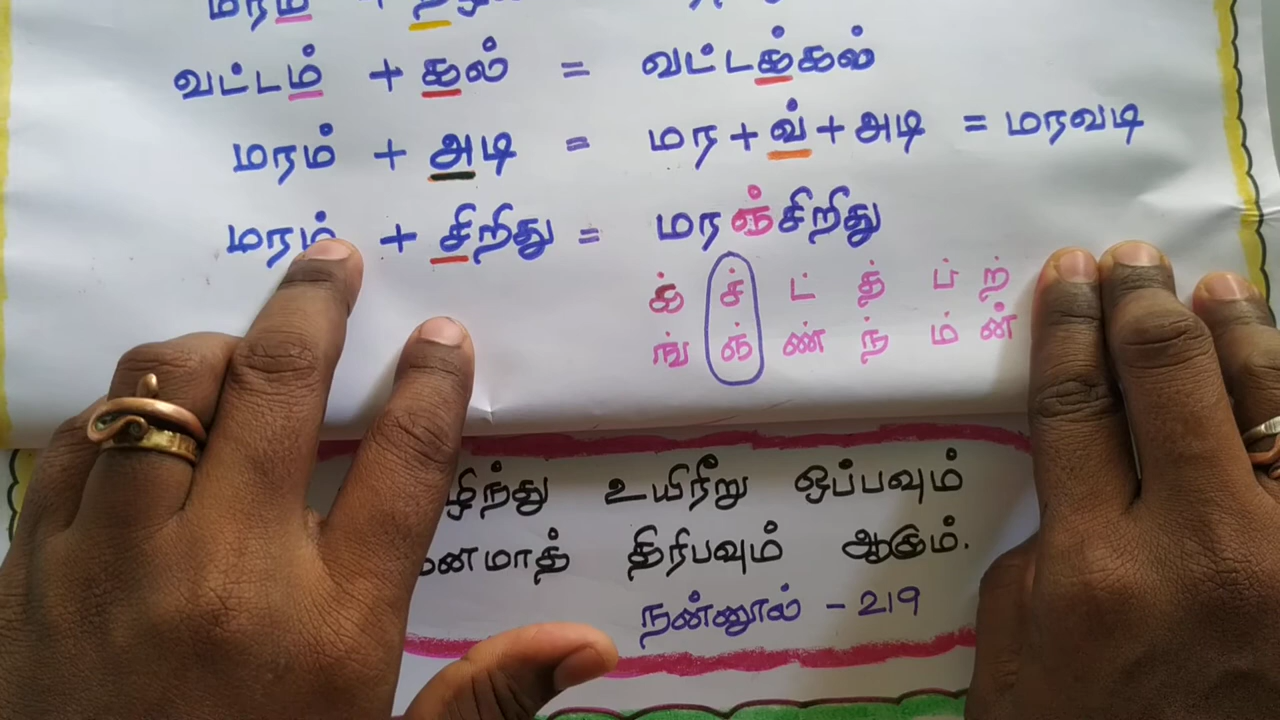 வட்டம் + கல் = வட்டக்கல்
மரம் + அடி = மர + வ் + அடி = மரவடி
மரம் + சிறிது = மரஞ்சிறிது
க் ச் ட் த் ப் ற்
ங் ஞ் ண் ந் ம் ன்
உயிரீறு ஒப்பவும்
திரிபவும் ஆகும்.
நன்னூல் - 219